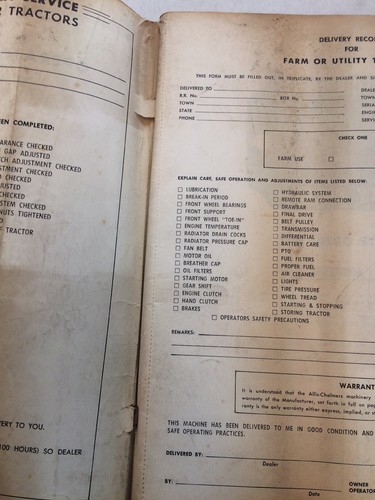 SERVICE
TRACTORS
EN COMPLETED:
ARANCE CHECKED
GAP ADJUSTED
CH ADJUSTMENT CHECKED
STMENT CHECKED
D CHECKED
JUSTED
CHECKED
STEM CHECKED
NUTS TIGHTENED
F TRACTOR
ERY TO YOU.
100 HOURS) SO DEALER
DELIVERY RECO
FOR
FARM OR UTILITY T
THIS FORM MUST BE FILLED OUT, IN TRIPLICATE, BY THE DEALER AND
DELIVERED TO DEALE
R.R. No. BOX No. TOWN
TOWN SERIA
STATE ENGIN
PHONE SERV
CHECK ONE
FARM USE ☐
EXPLAIN CARE, SAFE OPERATION AND ADJUSTMENTS OF ITEMS LISTED BELOW:
☐ LUBRICATION
☐ BREAK-IN PERIOD
☐ FRONT WHEEL BEARINGS
☐ FRONT SUPPORT
☐ FRONT WHEEL "TOE-IN"
☐ ENGINE TEMPERATURE
☐ RADIATOR DRAIN COCKS
☐ RADIATOR PRESSURE CAP
☐ FAN BELT
☐ MOTOR OIL
☐ BREATHER CAP
☐ OIL FILTERS
☐ STARTING MOTOR
☐ GEAR SHIFT
☐ ENGINE CLUTCH
☐ HAND CLUTCH
☐ BRAKES
☐ HYDRAULIC SYSTEM
☐ REMOTE RAM CONNECTION
☐ DRAWBAR
☐ FINAL DRIVE
☐ BELT PULLEY
☐ TRANSMISSION
☐ DIFFERENTIAL
☐ BATTERY CARE
☐ PTO
☐ FUEL FILTERS
☐ PROPER FUEL
☐ AIR CLEANER
☐ LIGHTS
☐ TIRE PRESSURE
☐ WHEEL TREAD
☐ STARTING & STOPPING
☐ STORING TRACTOR
☐ OPERATORS SAFETY PRECAUTIONS
REMARKS:
WARRANT
It is understood that the Allis-Chalmers machinery
warranty of the Manufacturer, set forth in full on pag
ranty is the only warranty either express, implied, or st
THIS MACHINE HAS BEEN DELIVERED TO ME IN GOOD CONDITION AND
SAFE OPERATING PRACTICES.
DELIVERED BY:
Dealer
BY: OWNER
Date OPERATOR